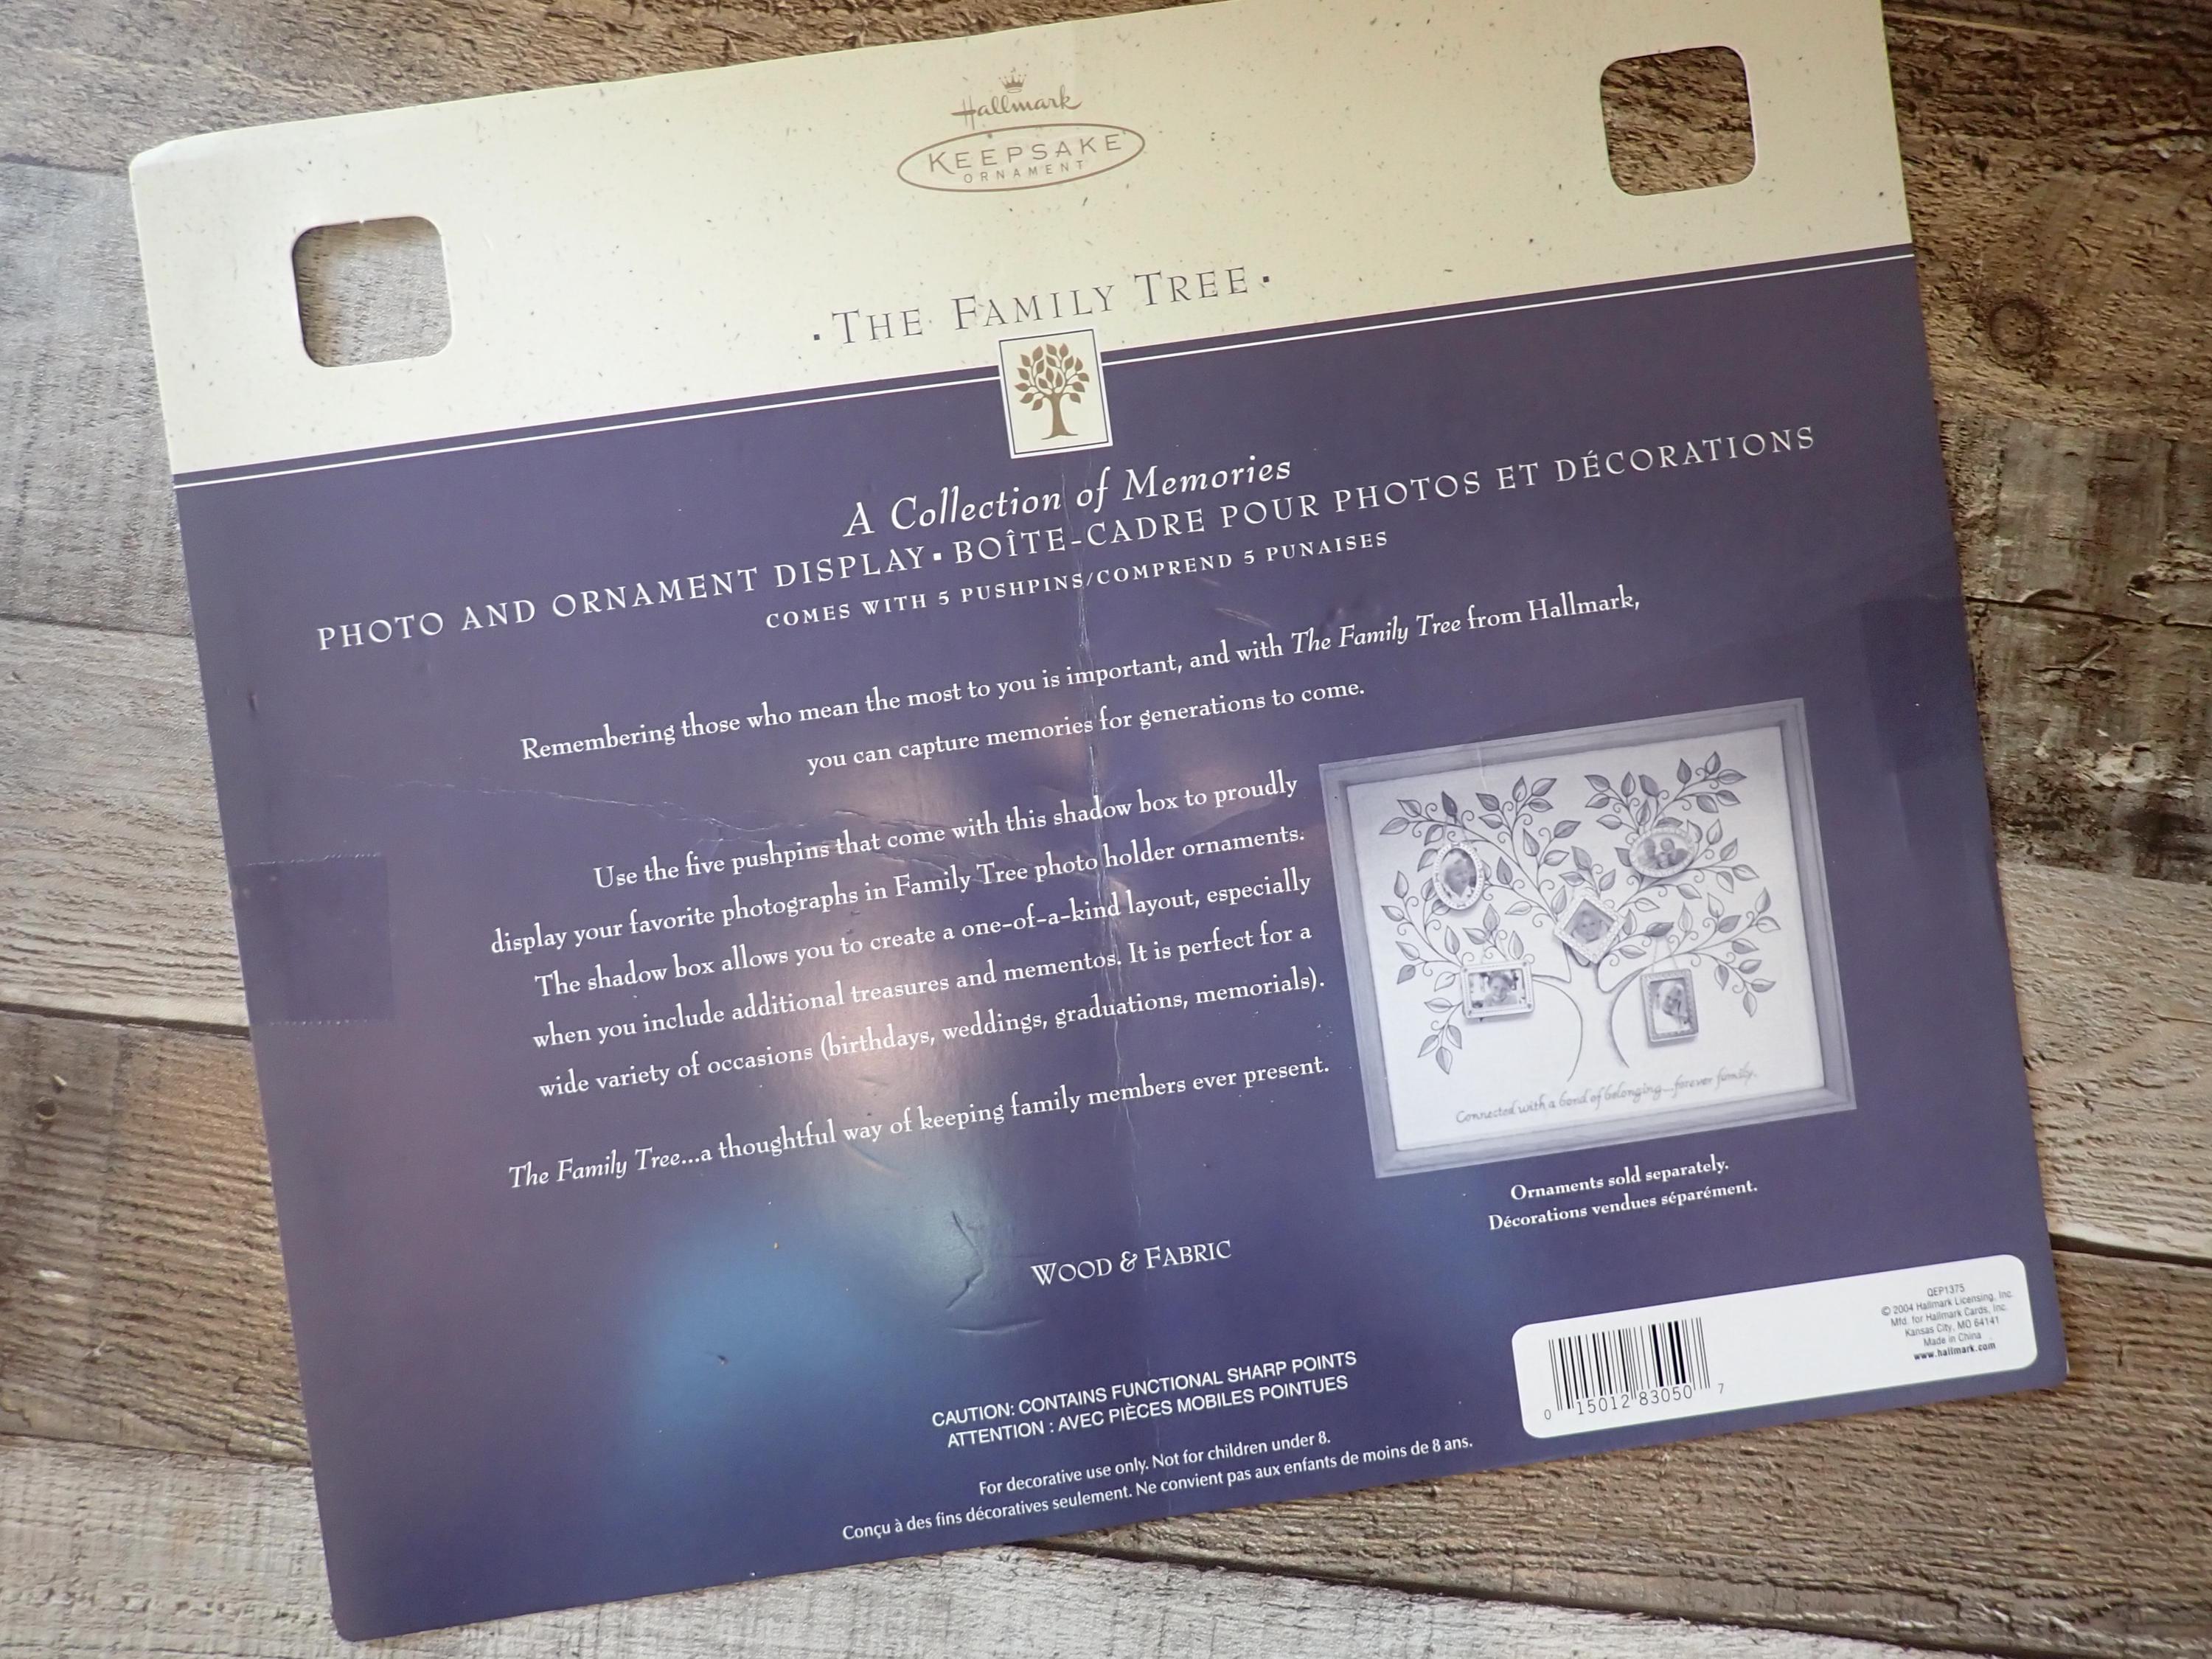 Hallmark
KEEPSAKE
ORNAMENT
·THE FAMILY TREE·
A Collection of Memories
PHOTO AND ORNAMENT DISPLAY▪BOÎTE-CADRE POUR PHOTOS ET DÉCORATIONS
COMES WITH 5 PUSHPINS/COMPREND 5 PUNAISES
Remembering those who mean the most to you is important, and with The Family Tree from Hallmark,
you can capture memories for generations to come.
Use the five pushpins that come with this shadow box to proudly
display your favorite photographs in Family Tree photo holder ornaments.
The shadow box allows you to create a one-of-a-kind layout, especially
when you include additional treasures and mementos. It is perfect for a
wide variety of occasions (birthdays, weddings, graduations, memorials).
The Family Tree...a thoughtful way of keeping family members ever present.
Connected with a bond of belonging...forever family.
Ornaments sold separately.
Décorations vendues séparément.
WOOD & FABRIC
CAUTION: CONTAINS FUNCTIONAL SHARP POINTS
ATTENTION : AVEC PIÈCES MOBILES POINTUES
For decorative use only. Not for children under 8.
Conçu à des fins décoratives seulement. Ne convient pas aux enfants de moins de 8 ans.
0 15012 83050 7
QEP1375
© 2004 Hallmark Licensing, Inc.
Mfd. for Hallmark Cards, Inc.
Kansas City, MO 64141
Made in China
www.hallmark.com